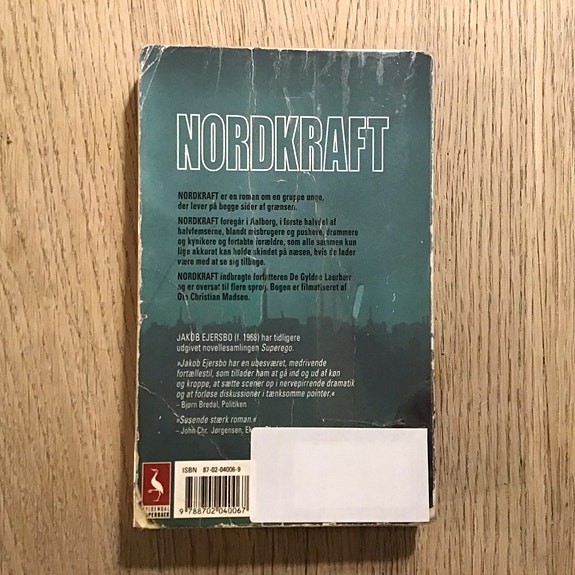 NORDKRAFT
NORDKRAFT er en roman om en gruppe unge,
der lever på begge sider af grænsen.
NORDKRAFT foregår i Aalborg, i første halvdel af
halvfemserne, blandt misbrugere og pushere, drømmere
og kynikere og fortabte forældre, som alle sammen kun
lige akkurat kan holde skindet på næsen, hvis de lader
være med at se sig tilbage.
NORDKRAFT indbragte forfatteren De Gyldne Laurbær
og er oversat til flere sprog. Bogen er filmatiseret af
Ole Christian Madsen.
JAKOB EJERSBO (f. 1968) har tidligere
udgivet novellesamlingen Superego.
»Jakob Ejersbo har en ubesværet, medrivende
fortællestil, som tillader ham at gå ind og ud af køn
og kroppe, at sætte scener op i nervepirrende dramatik
og at forløse diskussioner i tænksomme pointer.«
– Bjørn Bredal, Politiken
»Susende stærk roman.«
– John Chr. Jørgensen,
ISBN 87-02-04006-9
9 788702 040067
GYLDENDAL
PAPERBACK